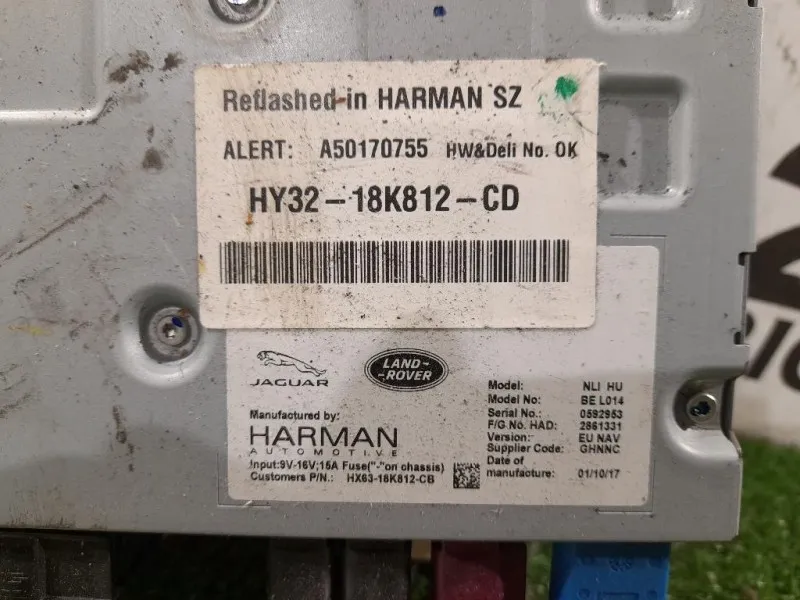 Reflashed in HARMAN SZ
ALERT: A50170755 HW&Deli No. OK
HY32-18K812-CD
JAGUAR
LAND-
-ROVER
Manufactured by:
HARMAN
AUTOMOTIVE
Input:9V-16V;15A Fuse("-"on chassis)
Customers P/N.: HX63-18K812-CB
Model: NLI HU
Model No: BE L014
Serial No.: 0592953
F/G No. HAD: 2861331
Version: EU NAV
Supplier Code: GHNNC
Date of
manufacture: 01/10/17